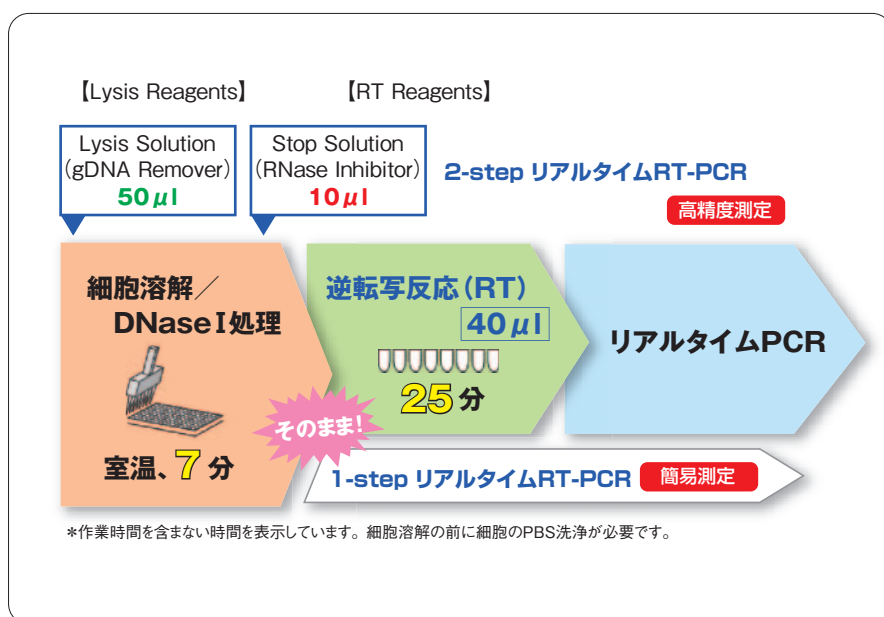 【Lysis Reagents】
【RT Reagents】
Lysis Solution
(gDNA Remover)
50μl
Stop Solution
(RNase Inhibitor)
10μl
2-step リアルタイムRT-PCR
高精度測定
細胞溶解／
DNaseⅠ処理
室温、7分
そのまま！
逆転写反応（RT）
40μl
25分
リアルタイムPCR
1-step リアルタイムRT-PCR
簡易測定
*作業時間を含まない時間を表示しています。細胞溶解の前に細胞のPBS洗浄が必要です。